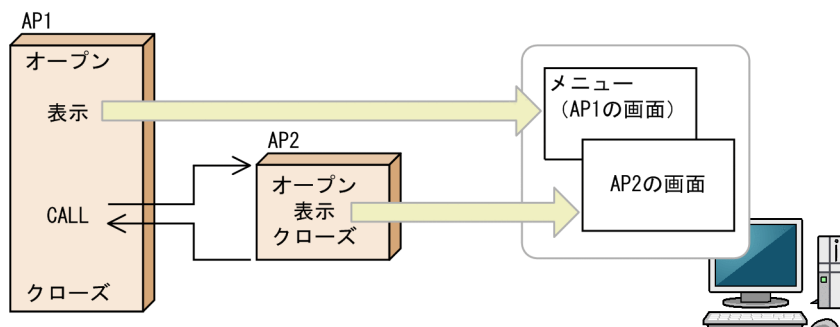 AP1
オープン
表示
CALL
クローズ
AP2
オープン
表示
クローズ
メニュー
（AP1の画面）
AP2の画面